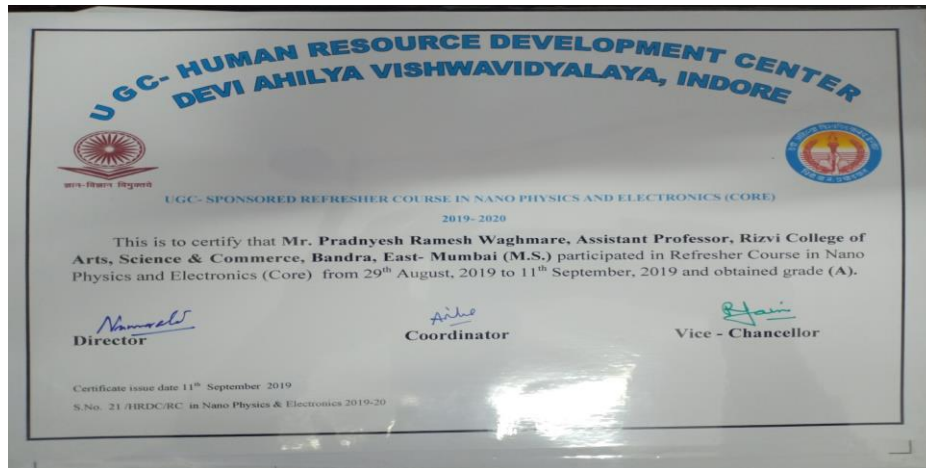 UGC- HUMAN RESOURCE DEVELOPMENT CENTER
DEVI AHILYA VISHWAVIDYALAYA, INDORE
ज्ञान-विज्ञान विमुक्तये
UGC- SPONSORED REFRESHER COURSE IN NANO PHYSICS AND ELECTRONICS (CORE)
2019- 2020
This is to certify that Mr. Pradnyesh Ramesh Waghmare, Assistant Professor, Rizvi College of
Arts, Science & Commerce, Bandra, East- Mumbai (M.S.) participated in Refresher Course in Nano
Physics and Electronics (Core) from 29th August, 2019 to 11th September, 2019 and obtained grade (A).
Director
Coordinator
Vice - Chancellor
Certificate issue date 11th September 2019
S.No. 21 /HRDC/RC in Nano Physics & Electronics 2019-20